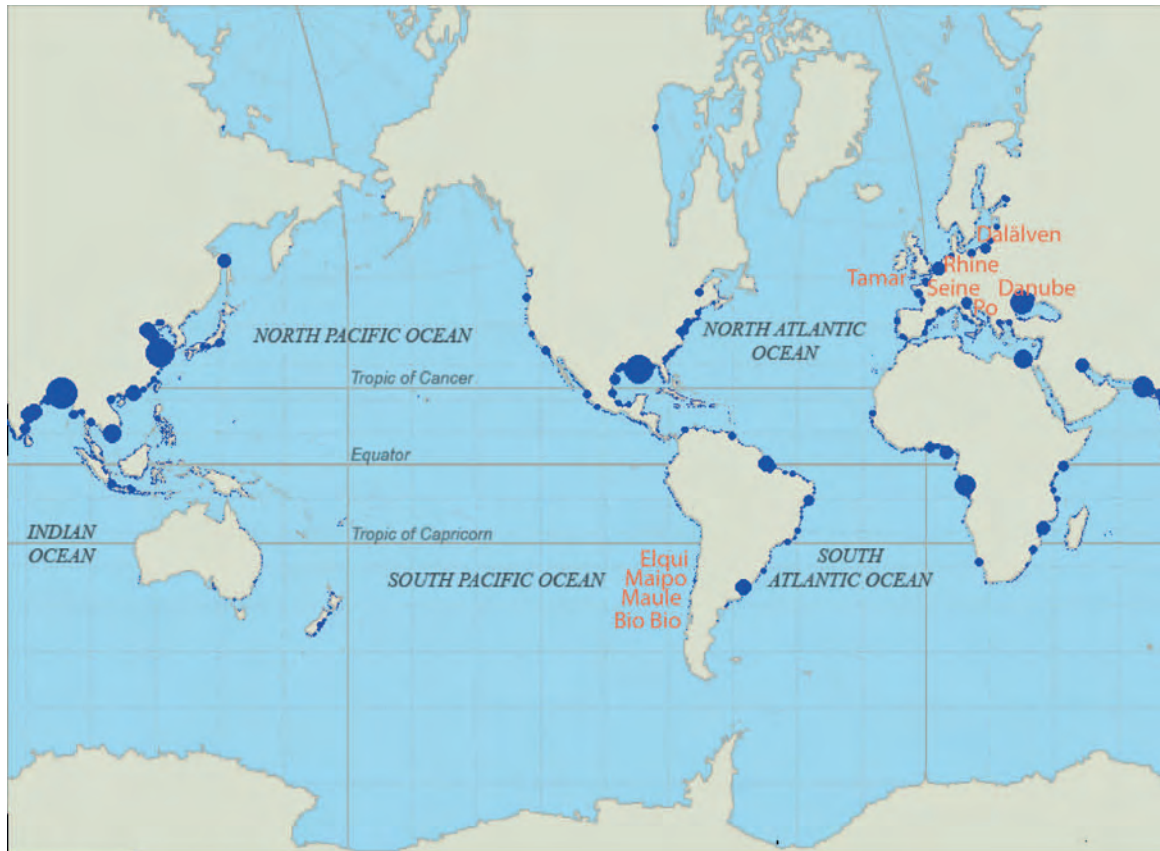 Dalälven
Rhine
Tamar
Seine
Danube
Po
NORTH PACIFIC OCEAN
NORTH ATLANTIC
OCEAN
Tropic of Cancer
Equator
INDIAN
OCEAN
Tropic of Capricorn
SOUTH PACIFIC OCEAN
Elqui
Maipo
Maule
Bio Bio
SOUTH
ATLANTIC OCEAN